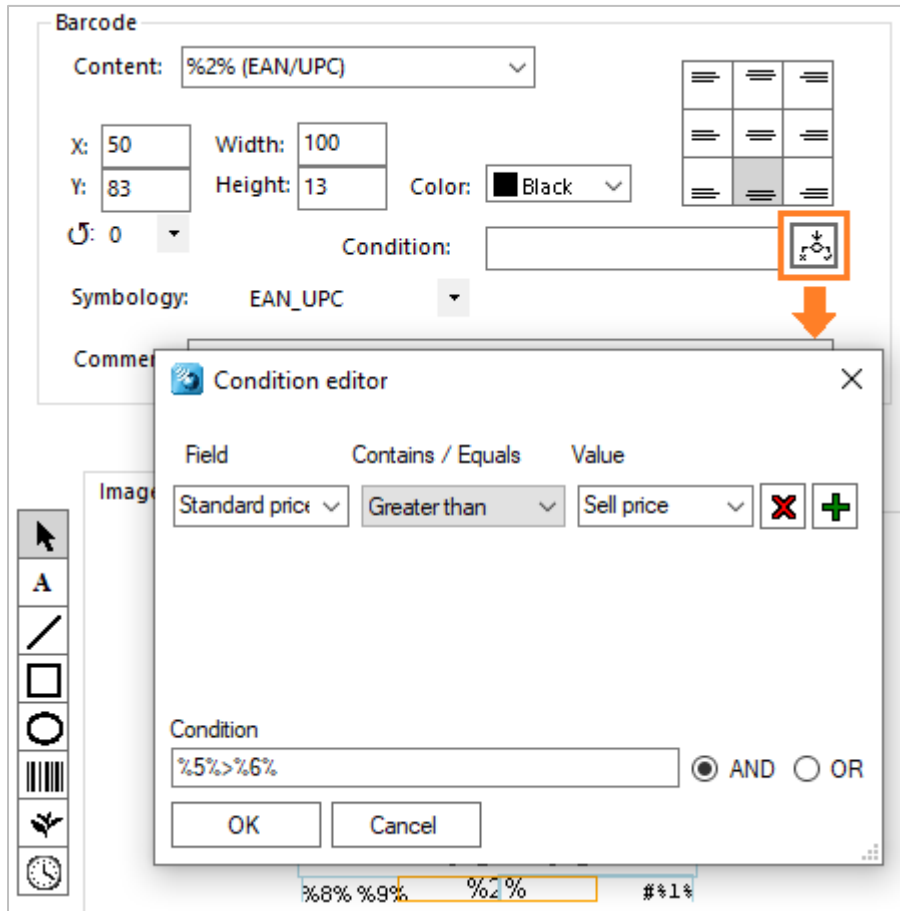 Barcode
Content: %2% (EAN/UPC)
X: 50 Width: 100
Y: 83 Height: 13 Color: Black
: 0 Condition:
Symbology: EAN_UPC
Commer
Condition editor
Field Contains / Equals Value
Image
Standard price Greater than Sell price
A
Condition
%5%>%6% AND OR
OK Cancel
%8% %9% %2% #%1%